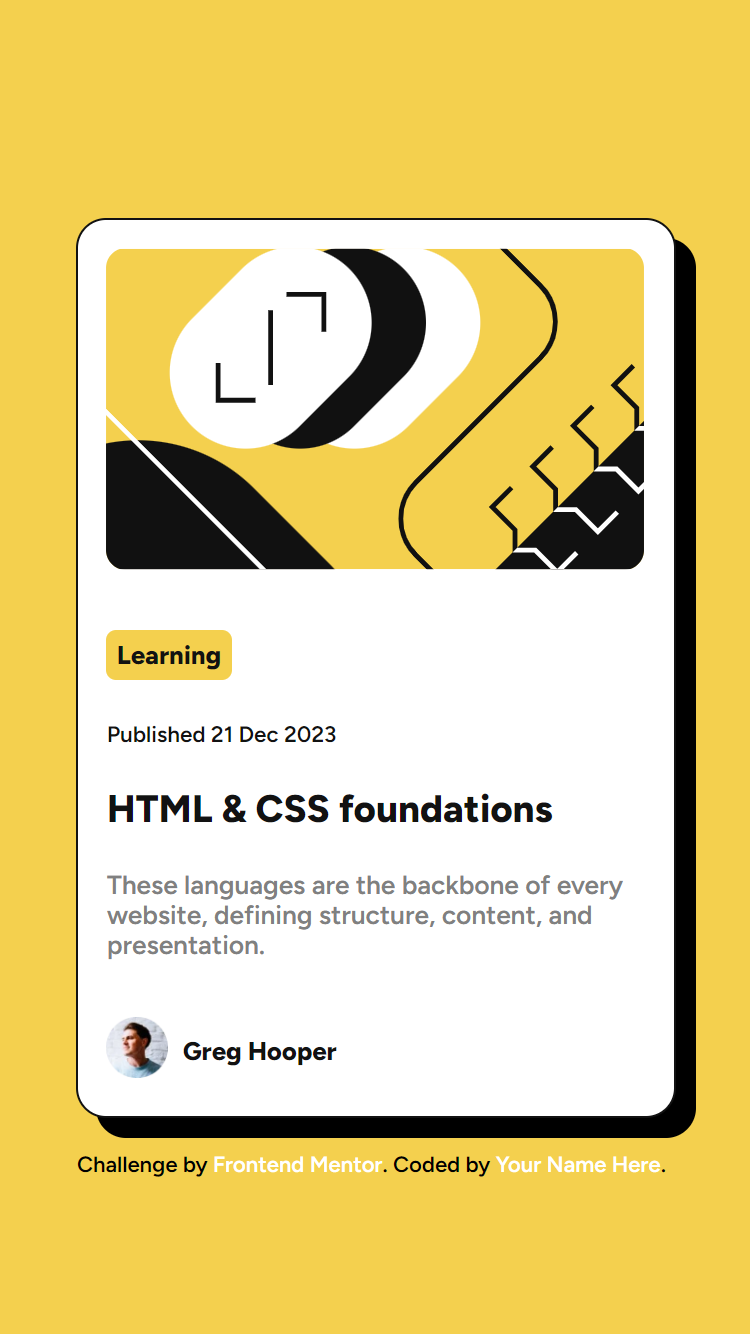 Learning
Published 21 Dec 2023
HTML & CSS foundations
These languages are the backbone of every
website, defining structure, content, and
presentation.
Greg Hooper
Challenge by Frontend Mentor. Coded by Your Name Here.